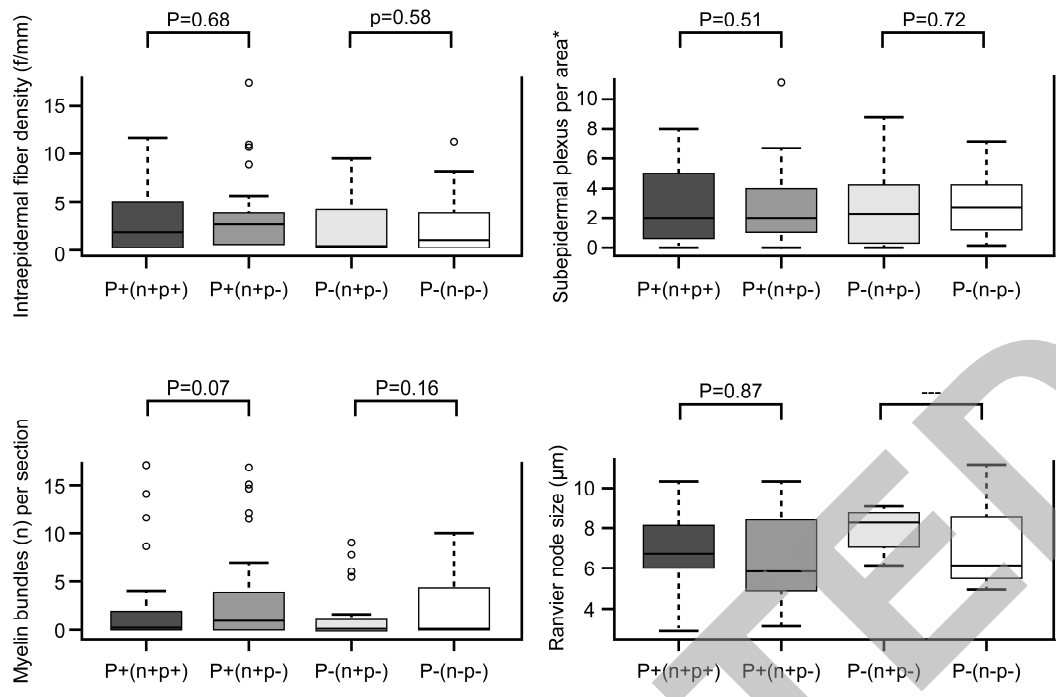 P=0.68
p=0.58
Intraepidermal fiber density (f/mm)
15
10
5
0
P+(n+p+) P+(n+p-) P-(n+p-) P-(n-p-)
P=0.51
P=0.72
Subepidermal plexus per area*
10
8
6
4
2
0
P+(n+p+) P+(n+p-) P-(n+p-) P-(n-p-)
P=0.07
P=0.16
Myelin bundles (n) per section
15
10
5
0
P+(n+p+) P+(n+p-) P-(n+p-) P-(n-p-)
P=0.87
---
Ranvier node size (µm)
10
8
6
4
P+(n+p+) P+(n+p-) P-(n+p-) P-(n-p-)
TED